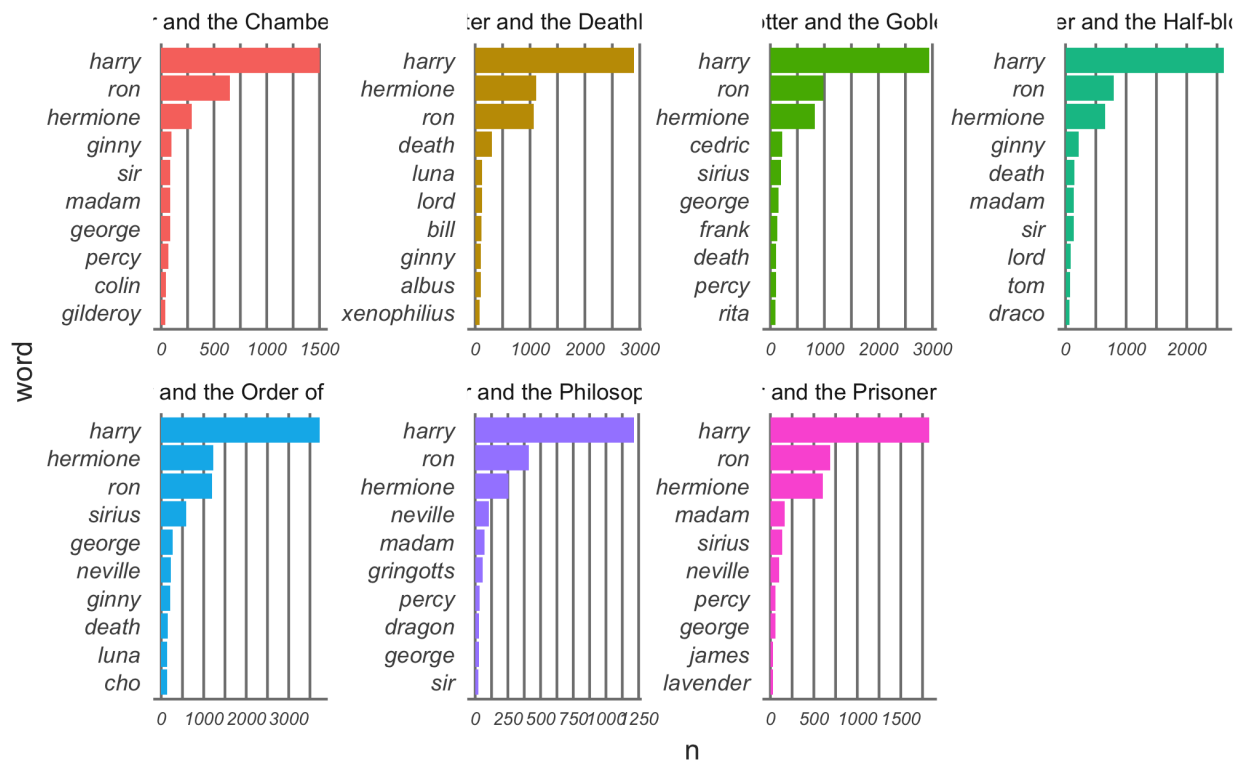 r and the Chambe
harry
ron
hermione
ginny
sir
madam
george
percy
colin
gilderoy
0 500 1000 1500
ter and the Deathl
harry
hermione
ron
death
luna
lord
bill
ginny
albus
xenophilius
0 1000 2000 3000
otter and the Goble
harry
ron
hermione
cedric
sirius
george
frank
death
percy
rita
0 1000 2000 3000
er and the Half-blo
harry
ron
hermione
ginny
death
madam
sir
lord
tom
draco
0 1000 2000
word
and the Order of
harry
hermione
ron
sirius
george
neville
ginny
death
luna
cho
0 1000 2000 3000
r and the Philosop
harry
ron
hermione
neville
madam
gringotts
percy
dragon
george
sir
0 250 500 750 1000 1250
r and the Prisoner
harry
ron
hermione
madam
sirius
neville
percy
george
james
lavender
0 500 1000 1500
n